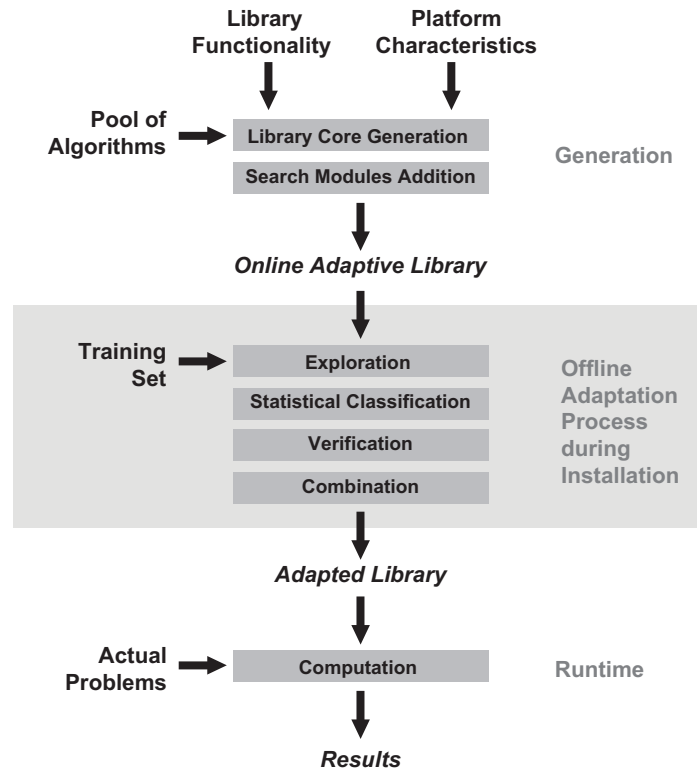 Library
Functionality
Platform
Characteristics
Pool of
Algorithms
Library Core Generation
Search Modules Addition
Generation
Online Adaptive Library
Training
Set
Exploration
Statistical Classification
Verification
Combination
Offline
Adaptation
Process
during
Installation
Adapted Library
Actual
Problems
Computation
Runtime
Results